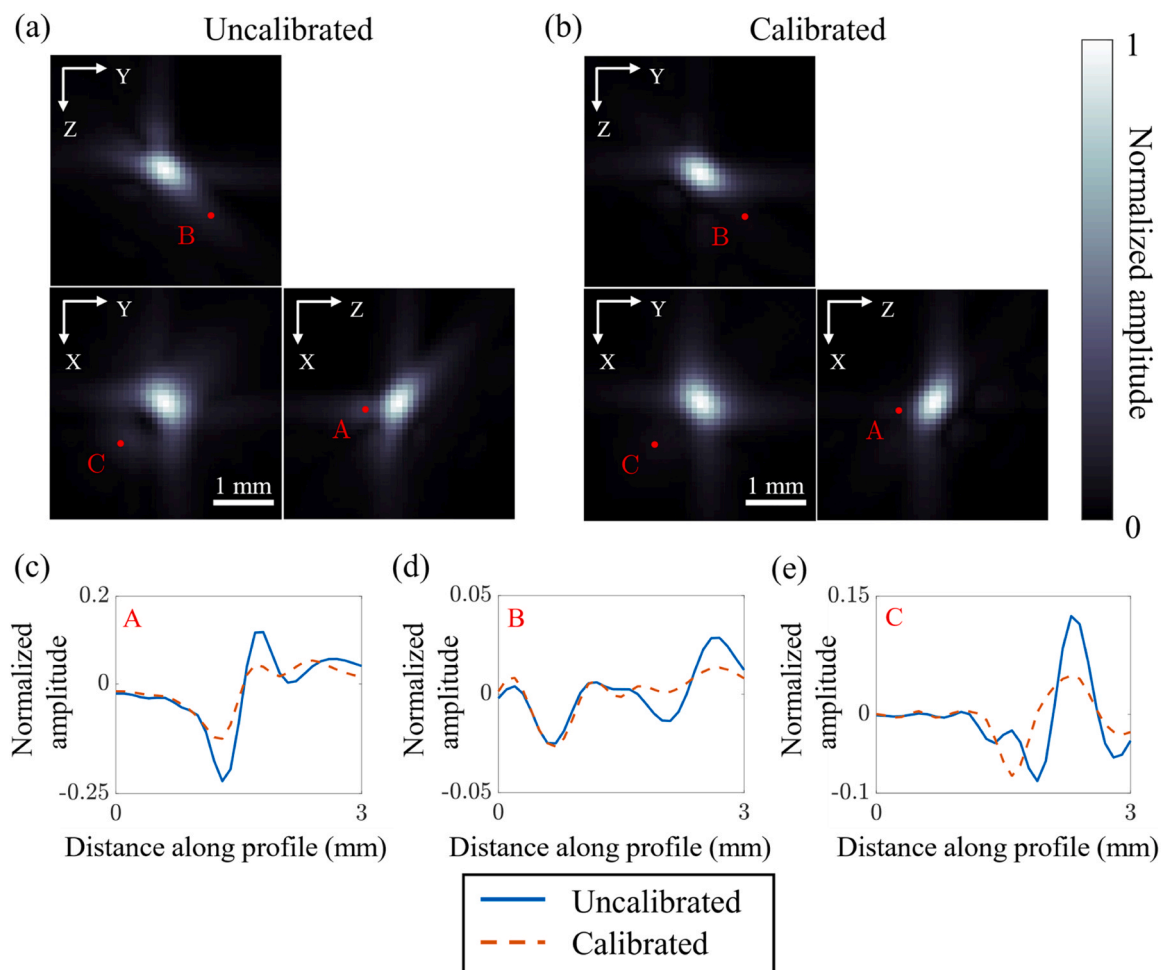 (a) Uncalibrated
(b) Calibrated
Y
Z
B
Y
Z
B
1
Normalized amplitude
0
Y
X
C
1 mm
Z
X
A
Y
X
C
1 mm
Z
X
A
(c)
Normalized
amplitude
0.2
0
-0.25
A
0
3
Distance along profile (mm)
(d)
Normalized
amplitude
0.05
0
-0.05
B
0
3
Distance along profile (mm)
(e)
Normalized
amplitude
0.15
0
-0.1
C
0
3
Distance along profile (mm)
Uncalibrated
Calibrated